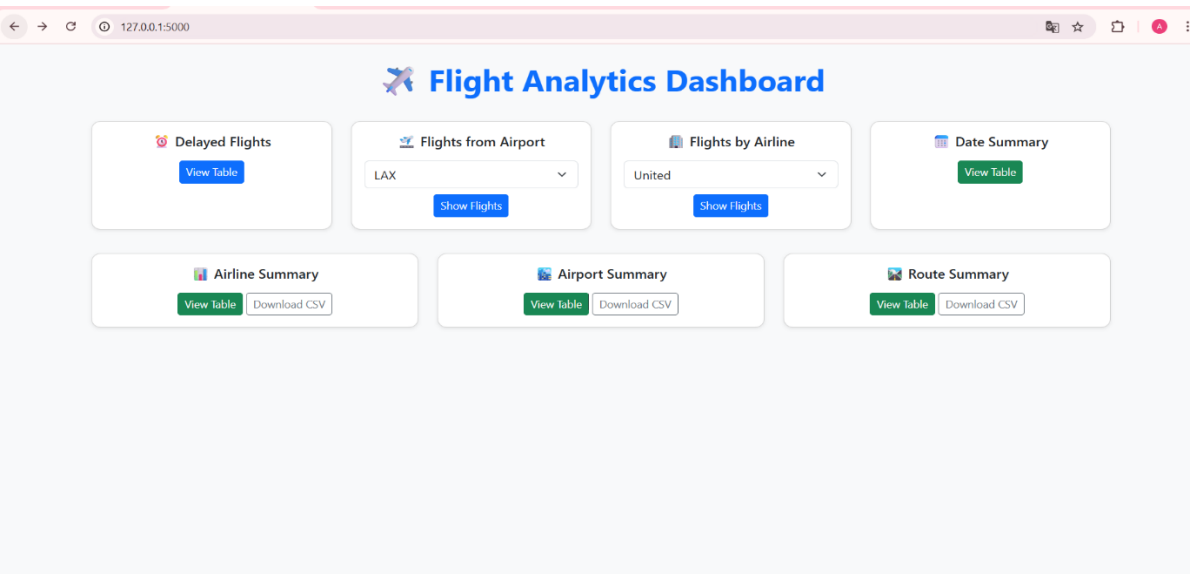 127.0.0.1:5000
A
Flight Analytics Dashboard
Delayed Flights
View Table
Flights from Airport
LAX
Show Flights
Flights by Airline
United
Show Flights
Date Summary
View Table
Airline Summary
View Table Download CSV
Airport Summary
View Table Download CSV
Route Summary
View Table Download CSV